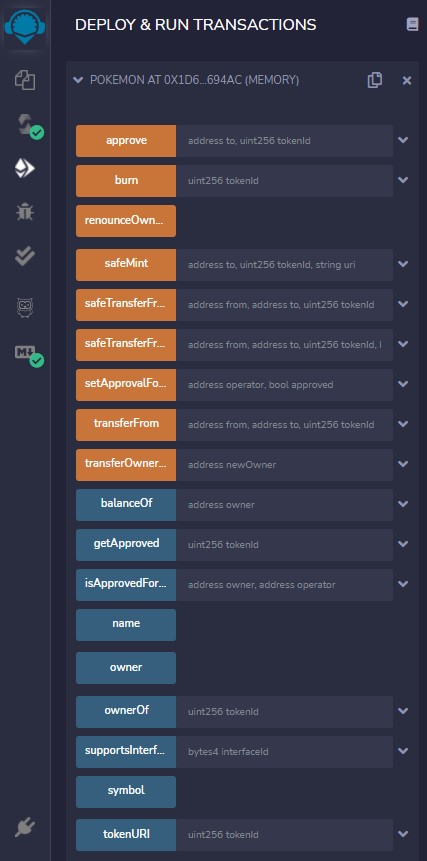 DEPLOY & RUN TRANSACTIONS
POKEMON AT 0X1D6...694AC (MEMORY)
approve address to, uint256 tokenId
burn uint256 tokenId
renounceOwn...
safeMint address to, uint256 tokenId, string uri
safeTransferFr... address from, address to, uint256 tokenId
safeTransferFr... address from, address to, uint256 tokenId, l
setApprovalFo... address operator, bool approved
transferFrom address from, address to, uint256 tokenId
transferOwner... address newOwner
balanceOf address owner
getApproved uint256 tokenId
isApprovedFor... address owner, address operator
name
owner
ownerOf uint256 tokenId
supportsInterf... bytes4 interfaceId
symbol
tokenURI uint256 tokenId